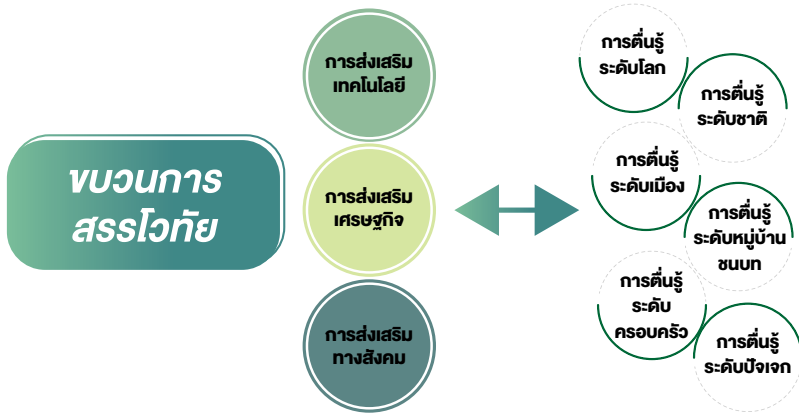 ขบวนการ
สรรโวทัย
การส่งเสริม
เทคโนโลยี
การส่งเสริม
เศรษฐกิจ
การส่งเสริม
ทางสังคม
การตื่นรู้
ระดับโลก
การตื่นรู้
ระดับชาติ
การตื่นรู้
ระดับเมือง
การตื่นรู้
ระดับหมู่บ้าน
ชนบท
การตื่นรู้
ระดับ
ครอบครัว
การตื่นรู้
ระดับปัจเจก